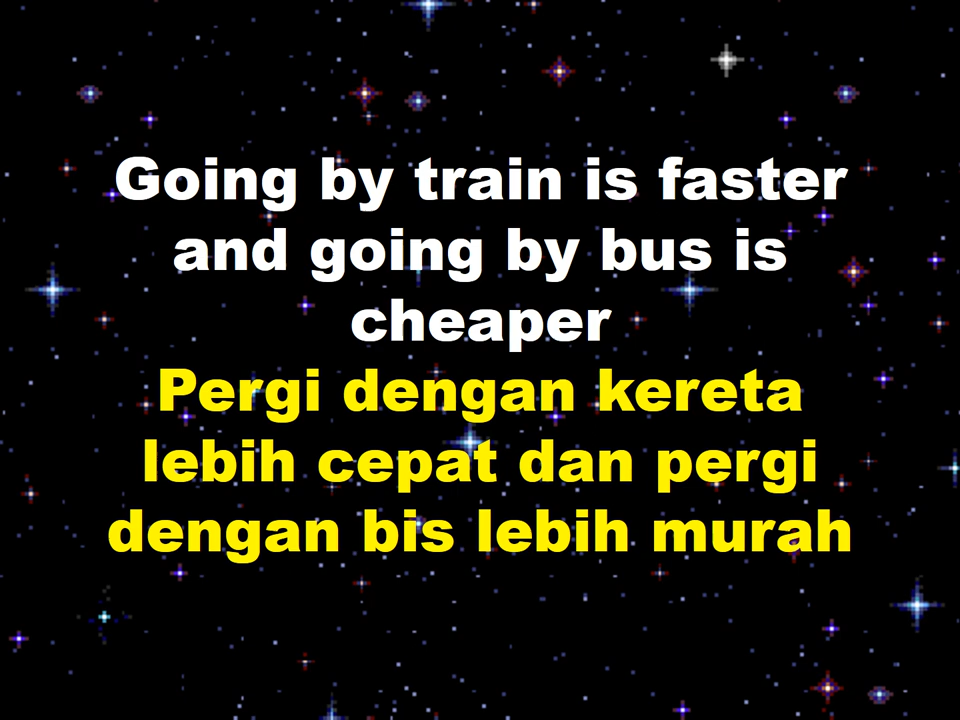 Going by train is faster
and going by bus is
cheaper
Pergi dengan kereta
lebih cepat dan pergi
dengan bis lebih murah